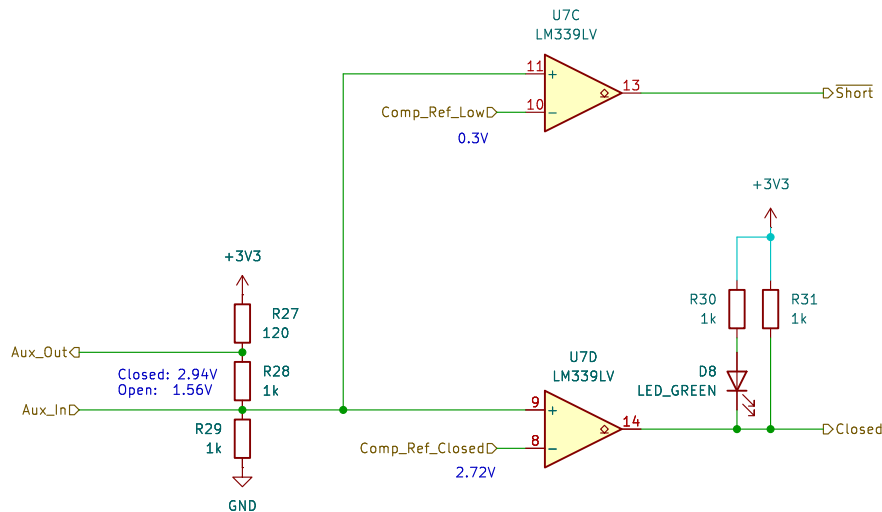 U7C
LM339LV
11
+
13
Short
Comp_Ref_Low
10
−
0.3V
+3V3
+3V3
R27
120
R30
1k
R31
1k
Aux_Out
Closed: 2.94V
Open: 1.56V
R28
1k
U7D
LM339LV
D8
LED_GREEN
Aux_In
9
+
14
Closed
R29
1k
Comp_Ref_Closed
8
−
2.72V
GND